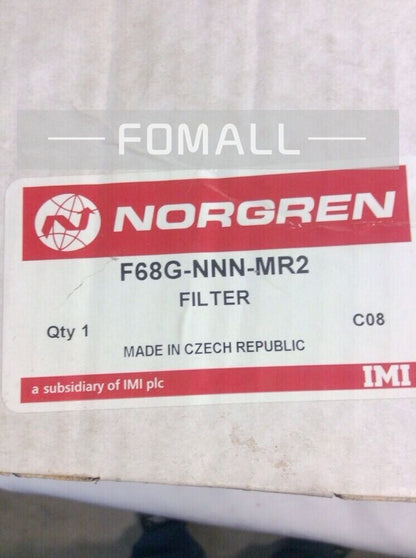 — FOMALL —
NORGREN
F68G-NNN-MR2
FILTER
Qty 1
C08
MADE IN CZECH REPUBLIC
a subsidiary of IMI plc
IMI